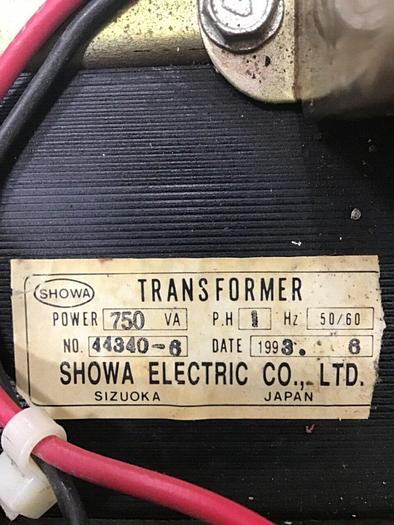 SHOWA TRANSFORMER
POWER 750 VA P.H 1 Hz 50/60
NO. 44340-6 DATE 1993. 6
SHOWA ELECTRIC CO., LTD.
SIZUOKA JAPAN